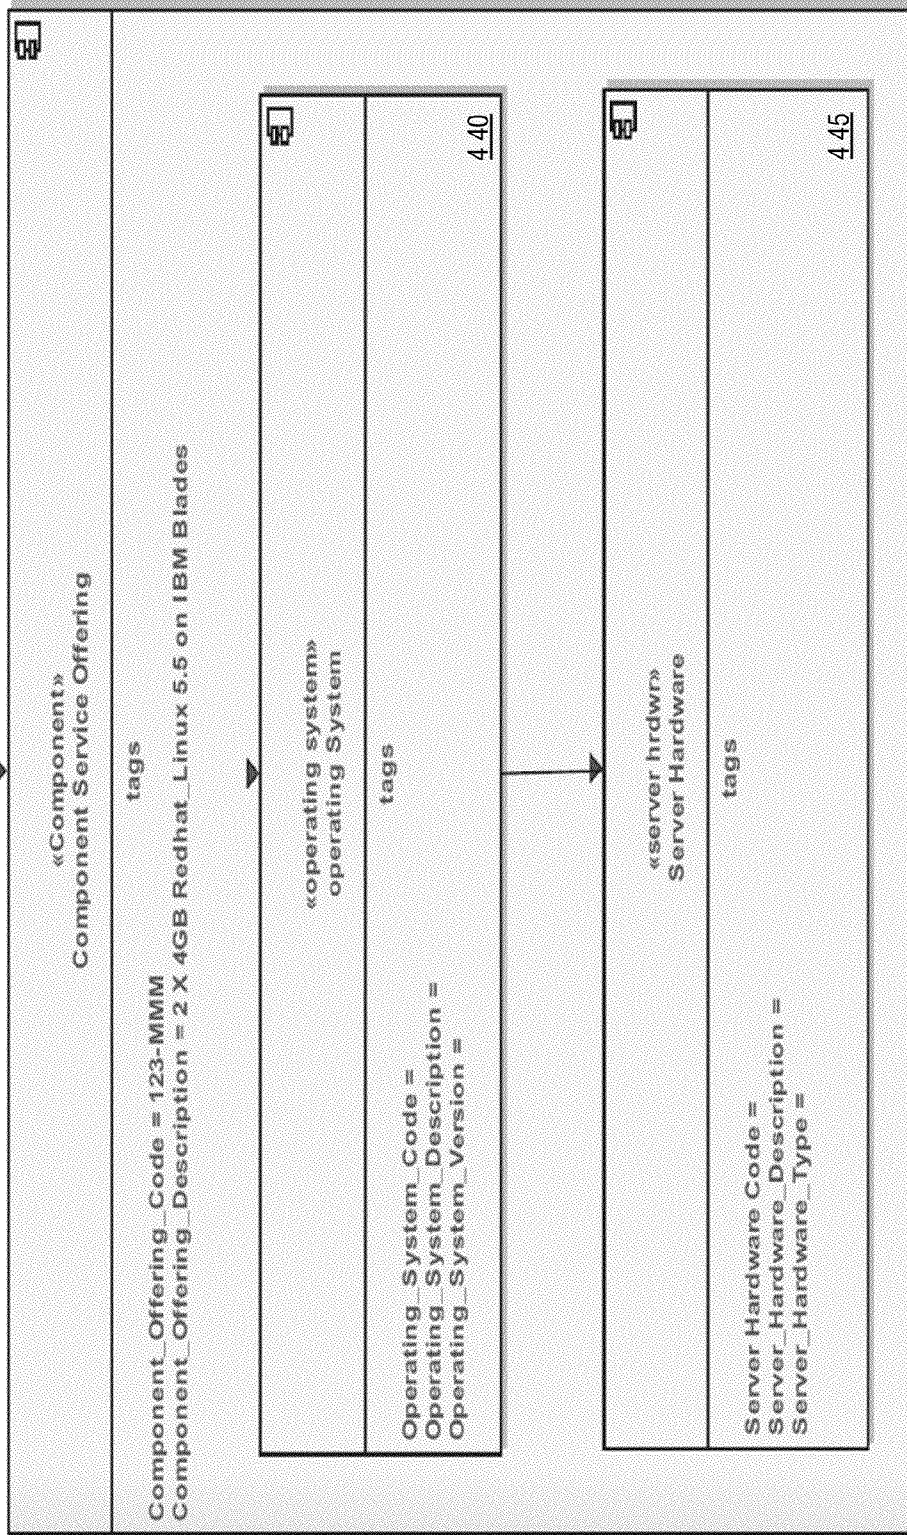 «Component»
Component Service Offering
tags
Component_Offering_Code = 123-MMM
Component_Offering_Description = 2 X 4GB Redhat_Linux 5.5 on IBM Blades
«operating system»
operating System
tags
Operating_System_Code =
Operating_System_Description =
Operating_System_Version =
440
«server hrdwr»
Server Hardware
tags
Server Hardware Code =
Server_Hardware_Description =
Server_Hardware_Type =
445